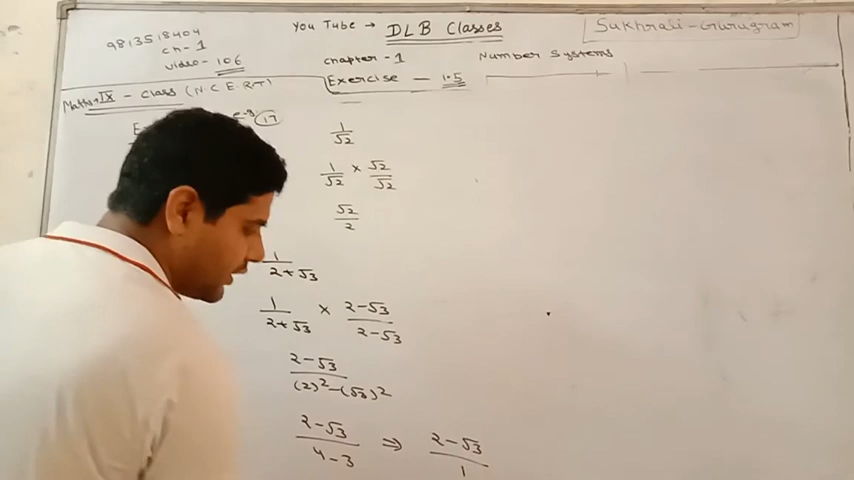 9813518404
ch-1
video-106
You Tube → DLB Classes
Sukhrali-Gurugram
chapter-1
Number Systems
Exercise - 1.5
Maths-IX - class (N.C.E.R.T)
e.g 17
1/√2
1/√2 × √2/√2
√2/2
1/2+√3
1/2+√3 × 2-√3/2-√3
2-√3/(2)²-(√3)²
2-√3/4-3 ⇒ 2-√3/1